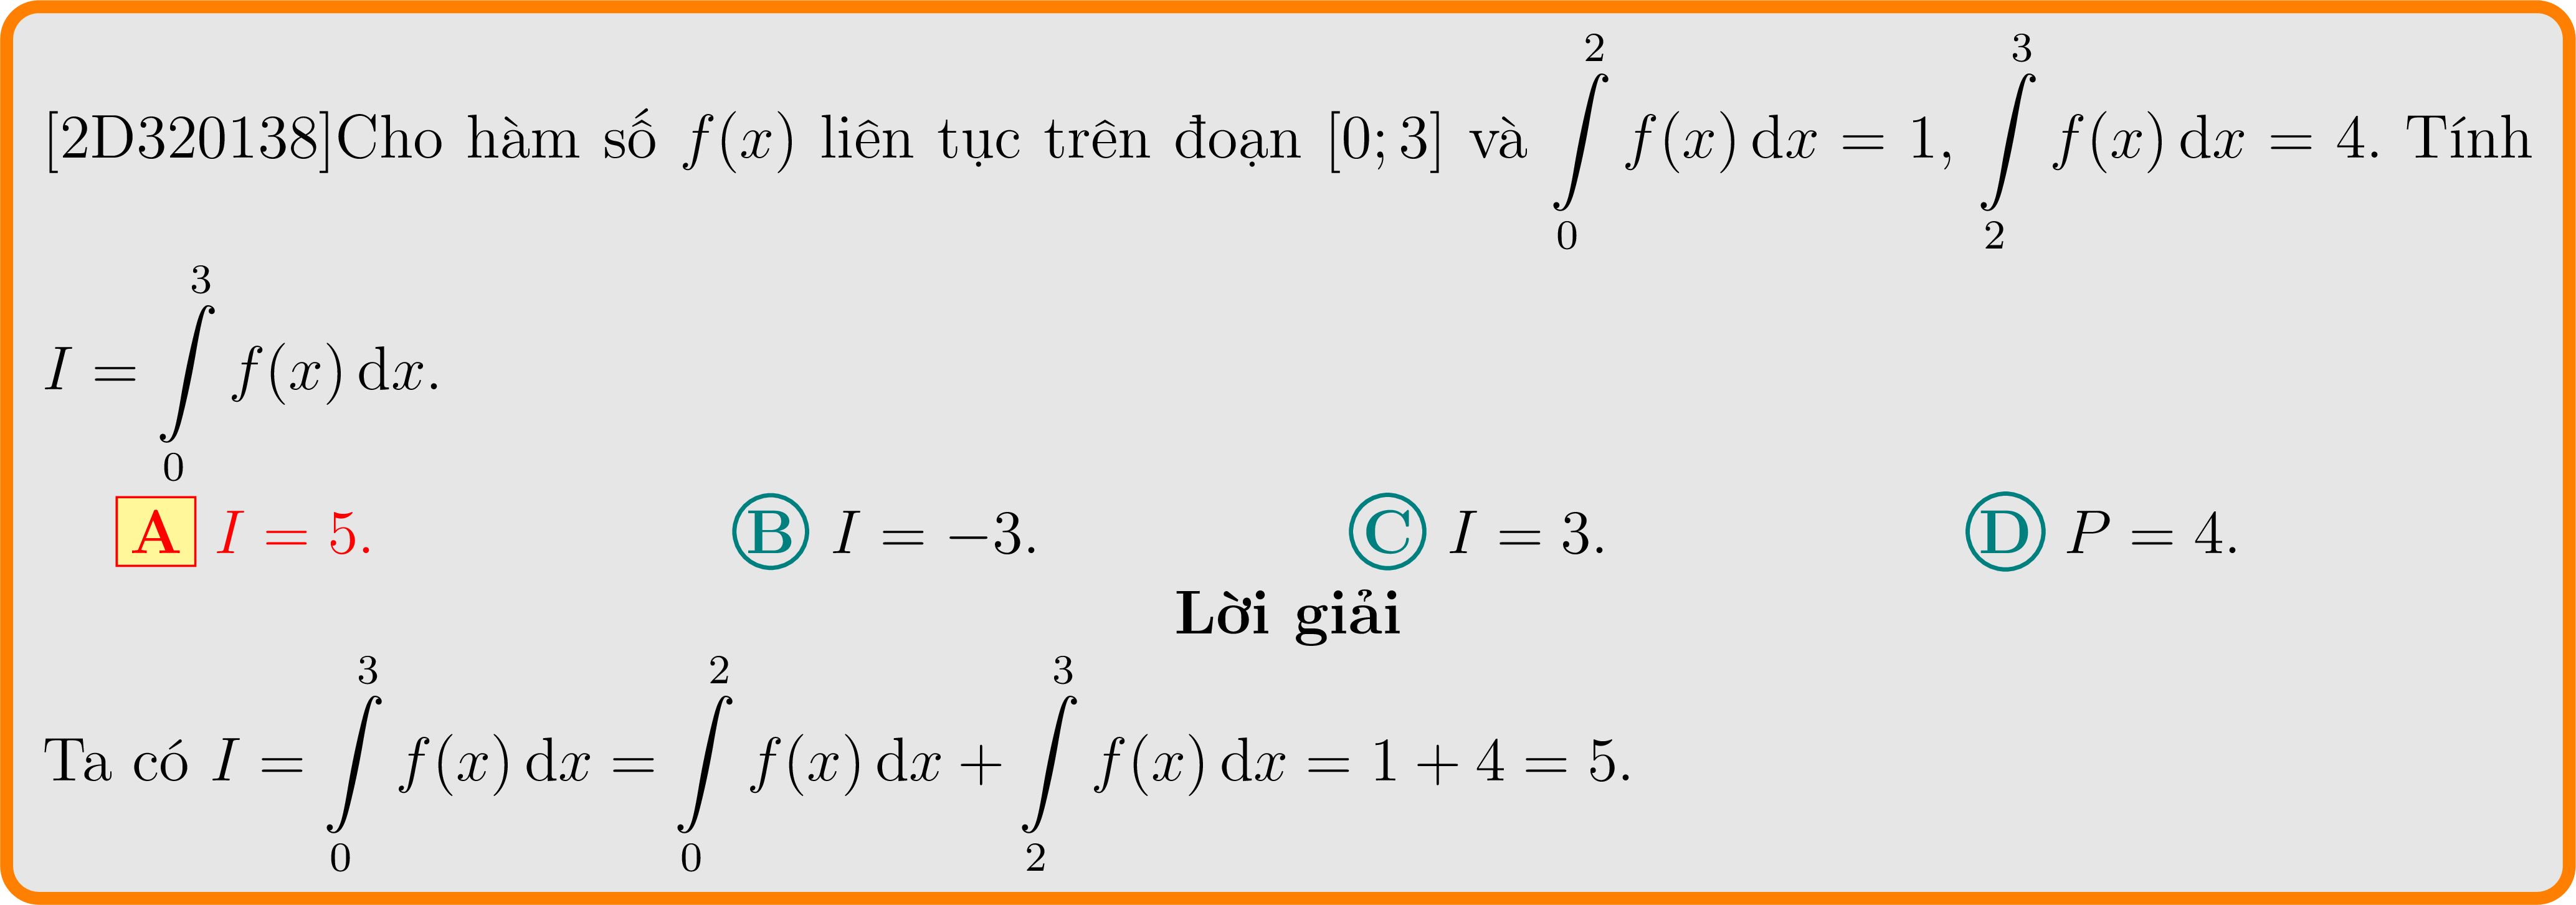 [2D320138]Cho hàm số $f(x)$ liên tục trên đoạn $[0; 3]$ và $\int\limits_0^2 f(x)\,\mathrm{d}x = 1$, $\int\limits_2^3 f(x)\,\mathrm{d}x = 4$. Tính
$I = \int\limits_0^3 f(x)\,\mathrm{d}x$.
A $I = 5$. B $I = -3$. C $I = 3$. D $P = 4$.
Lời giải
Ta có $I = \int\limits_0^3 f(x)\,\mathrm{d}x = \int\limits_0^2 f(x)\,\mathrm{d}x + \int\limits_2^3 f(x)\,\mathrm{d}x = 1 + 4 = 5$.